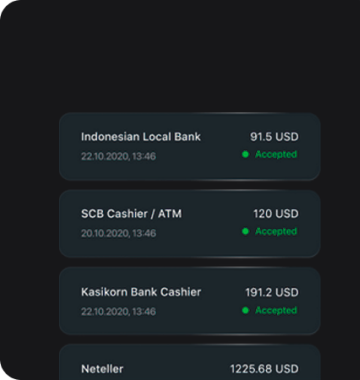 Indonesian Local Bank
91.5 USD
22.10.2020, 13:46
Accepted
SCB Cashier / ATM
120 USD
20.10.2020, 13:46
Accepted
Kasikorn Bank Cashier
191.2 USD
22.10.2020, 13:46
Accepted
Neteller
1225.68 USD